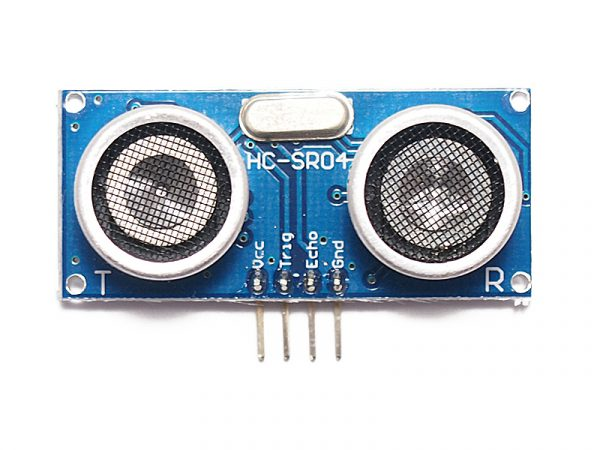 HC-SR04
Vcc
Trig
Echo
Gnd
T
R